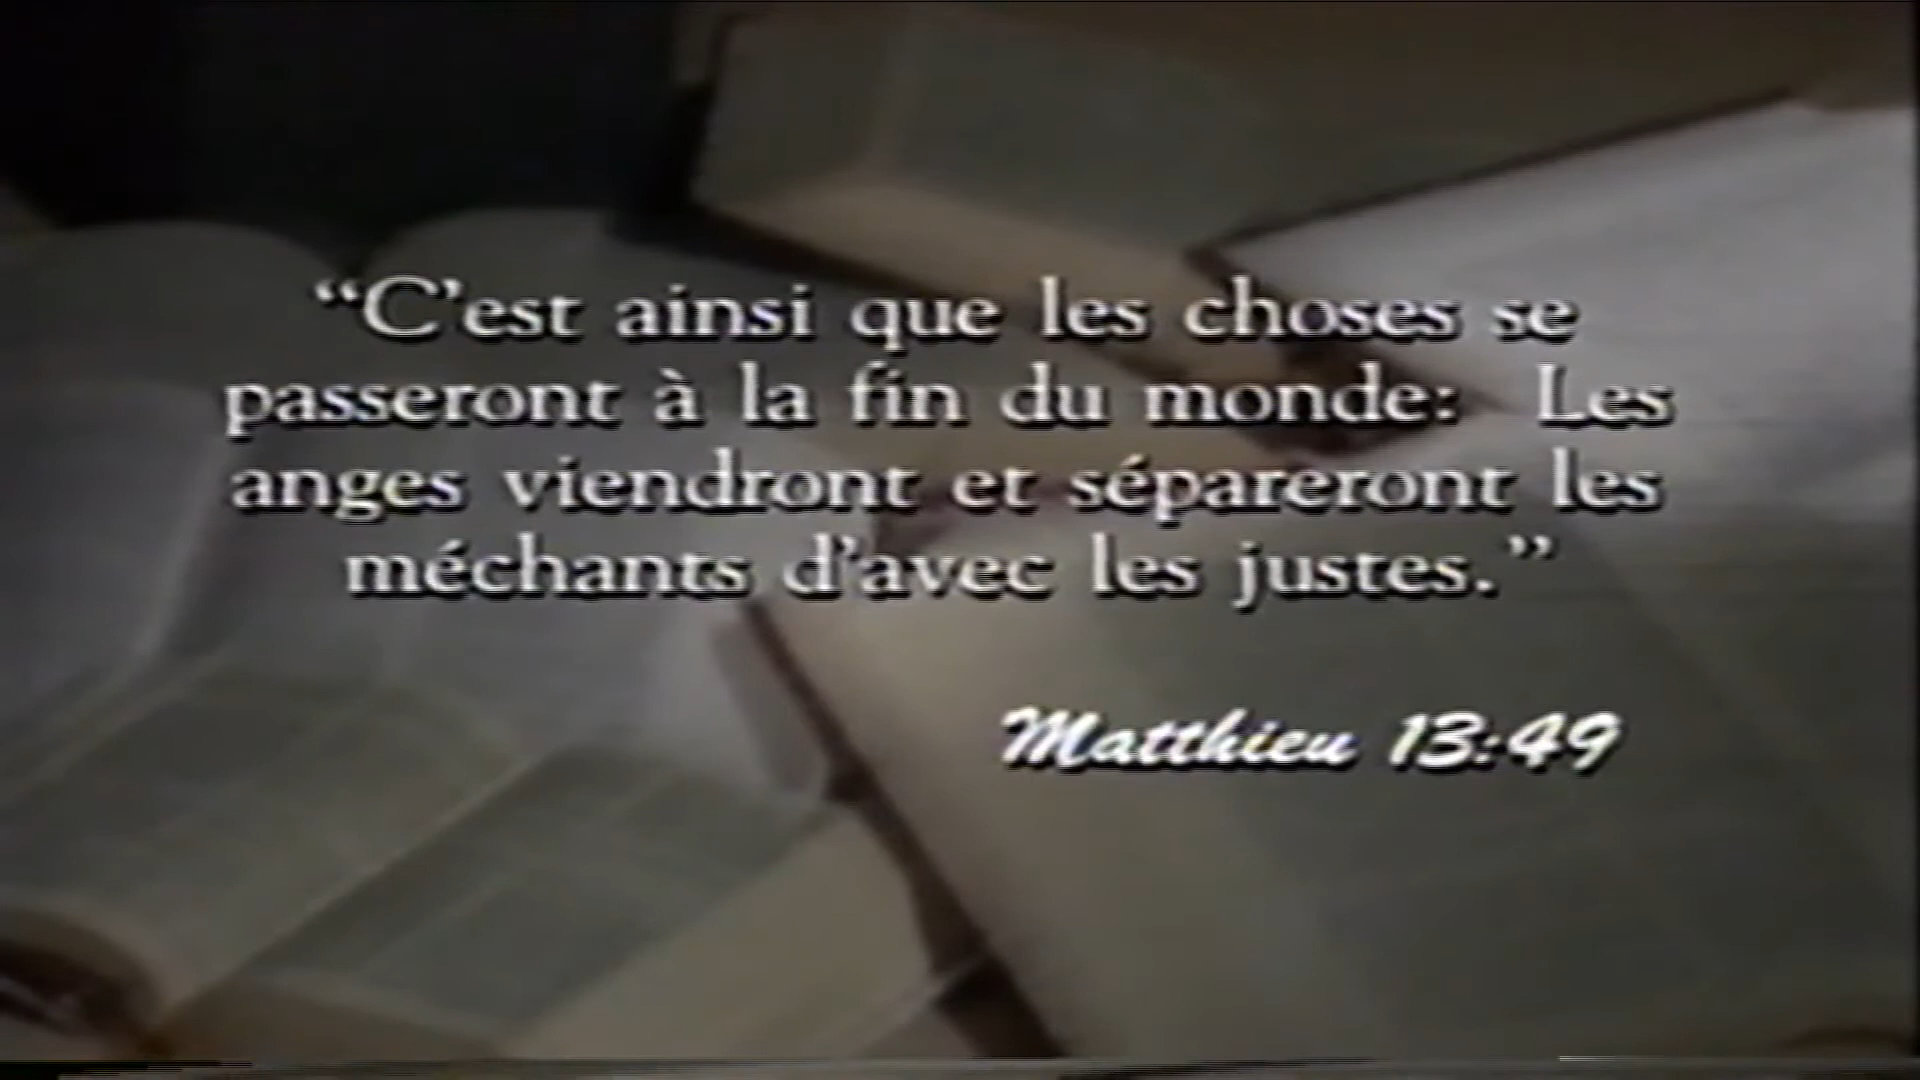 “C’est ainsi que les choses se
passeront à la fin du monde: Les
anges viendront et sépareront les
méchants d’avec les justes.”
Matthieu 13:49